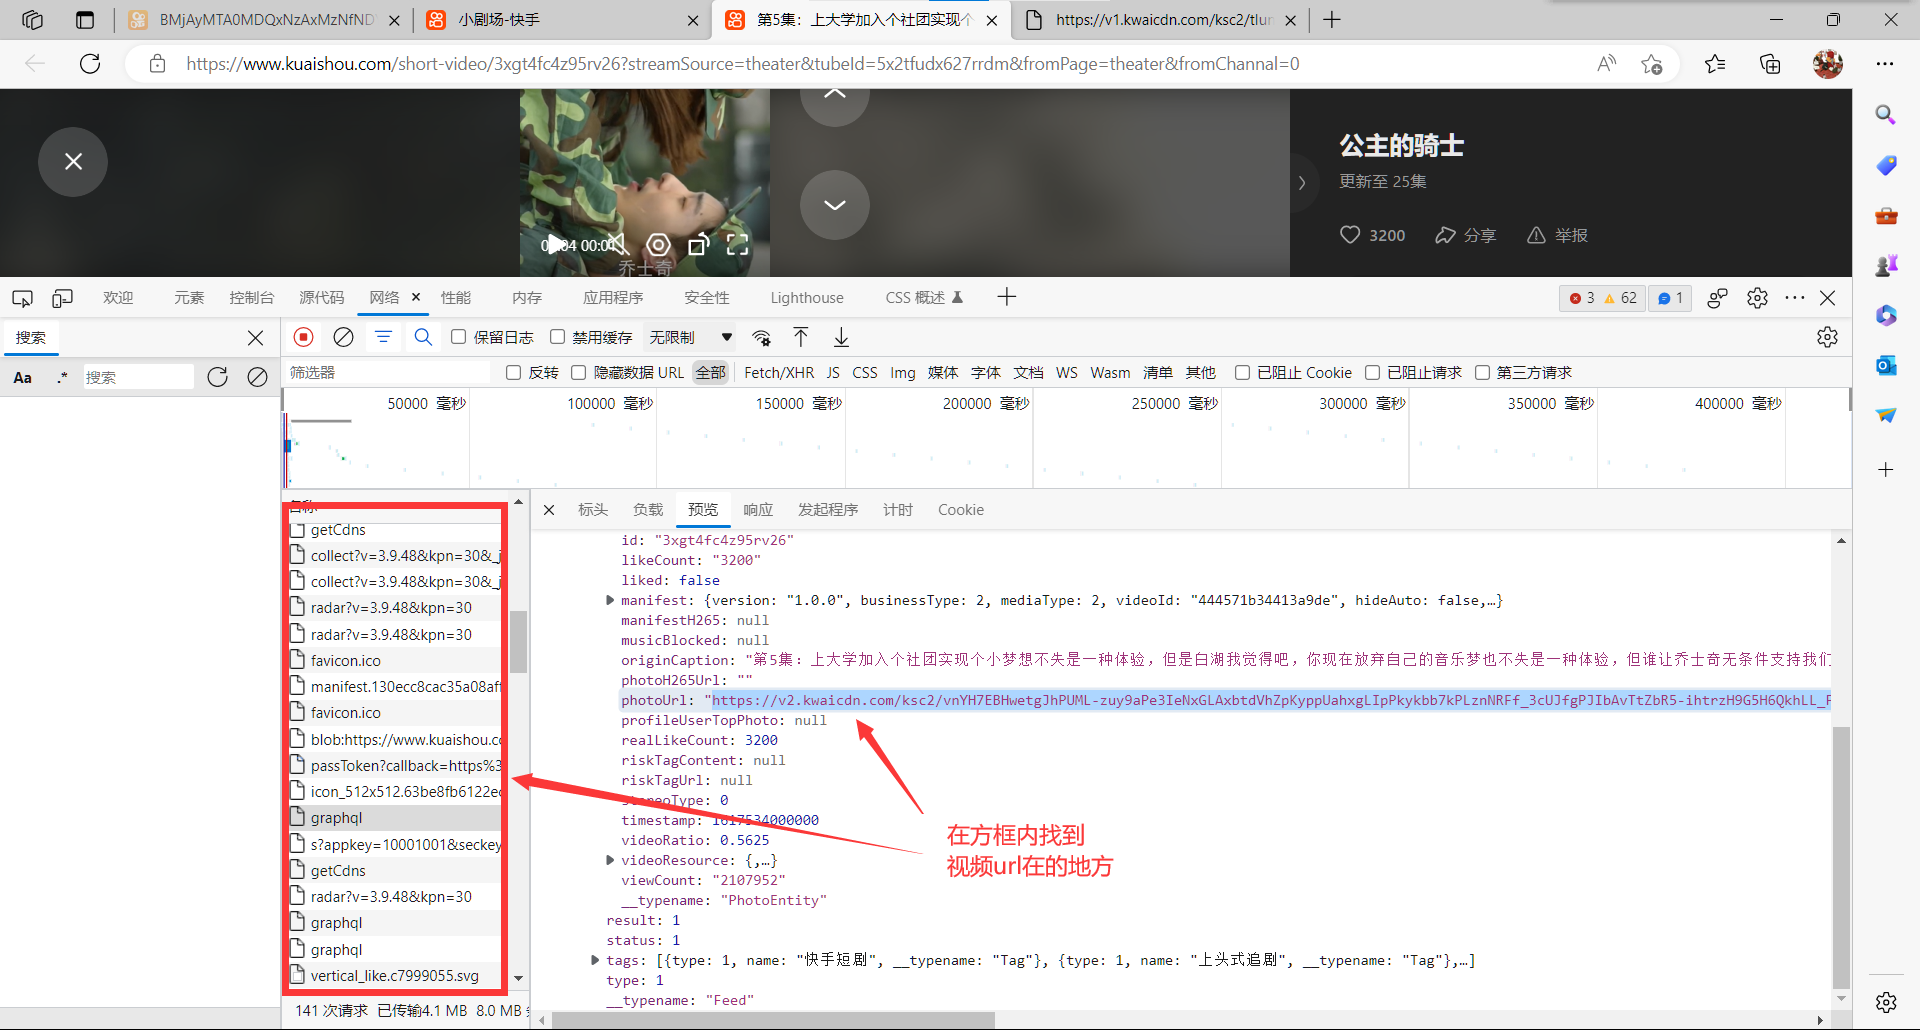 BMjAyMTA0MDQxNzAxMzNfND
小剧场-快手
第5集：上大学加入个社团实现个
https://v1.kwaicdn.com/ksc2/tlur
https://www.kuaishou.com/short-video/3xgt4fc4z95rv26?streamSource=theater&tubeId=5x2tfudx627rrdm&fromPage=theater&fromChannal=0
公主的骑士
更新至 25集
3200 分享 举报
00:04
乔士奇
欢迎 元素 控制台 源代码 网络 性能 内存 应用程序 安全性 Lighthouse CSS 概述 3 62 1
搜索
保留日志 禁用缓存 无限制
Aa .* 搜索
筛选器 反转 隐藏数据 URL 全部 Fetch/XHR JS CSS Img 媒体 字体 文档 WS Wasm 清单 其他 已阻止 Cookie 已阻止请求 第三方请求
50000 毫秒 100000 毫秒 150000 毫秒 200000 毫秒 250000 毫秒 300000 毫秒 350000 毫秒 400000 毫秒
名称
标头 负载 预览 响应 发起程序 计时 Cookie
getCdns
collect?v=3.9.48&kpn=30&_j
collect?v=3.9.48&kpn=30&_j
radar?v=3.9.48&kpn=30
radar?v=3.9.48&kpn=30
favicon.ico
manifest.130ecc8cac35a08aff
favicon.ico
blob:https://www.kuaishou.co
passToken?callback=https%3
icon_512x512.63be8fb6122ec
graphql
s?appkey=10001001&seckey
getCdns
radar?v=3.9.48&kpn=30
graphql
graphql
vertical_like.c7999055.svg
141 次请求 已传输4.1 MB 8.0 MB
id: "3xgt4fc4z95rv26"
likeCount: "3200"
liked: false
manifest: {version: "1.0.0", businessType: 2, mediaType: 2, videoId: "444571b34413a9de", hideAuto: false,…}
manifestH265: null
musicBlocked: null
originCaption: "第5集：上大学加入个社团实现个小梦想不失是一种体验，但是白湖我觉得吧，你现在放弃自己的音乐梦也不失是一种体验，但谁让乔士奇无条件支持我们
photoH265Url: ""
photoUrl: "https://v2.kwaicdn.com/ksc2/vnYH7EBHwetgJhPUML-zuy9aPe3IeNxGLAxbtdVhZpKyppUahxgLIpPkykbb7kPLznNRFf_3cUJfgPJIbAvTtZbR5-ihtrzH9G5H6QkhLL_F
profileUserTopPhoto: null
realLikeCount: 3200
riskTagContent: null
riskTagUrl: null
stereoType: 0
timestamp: 1617534000000
videoRatio: 0.5625
videoResource: {,…}
viewCount: "2107952"
__typename: "PhotoEntity"
result: 1
status: 1
tags: [{type: 1, name: "快手短剧", __typename: "Tag"}, {type: 1, name: "上头式追剧", __typename: "Tag"},…]
type: 1
__typename: "Feed"
在方框内找到
视频url在的地方